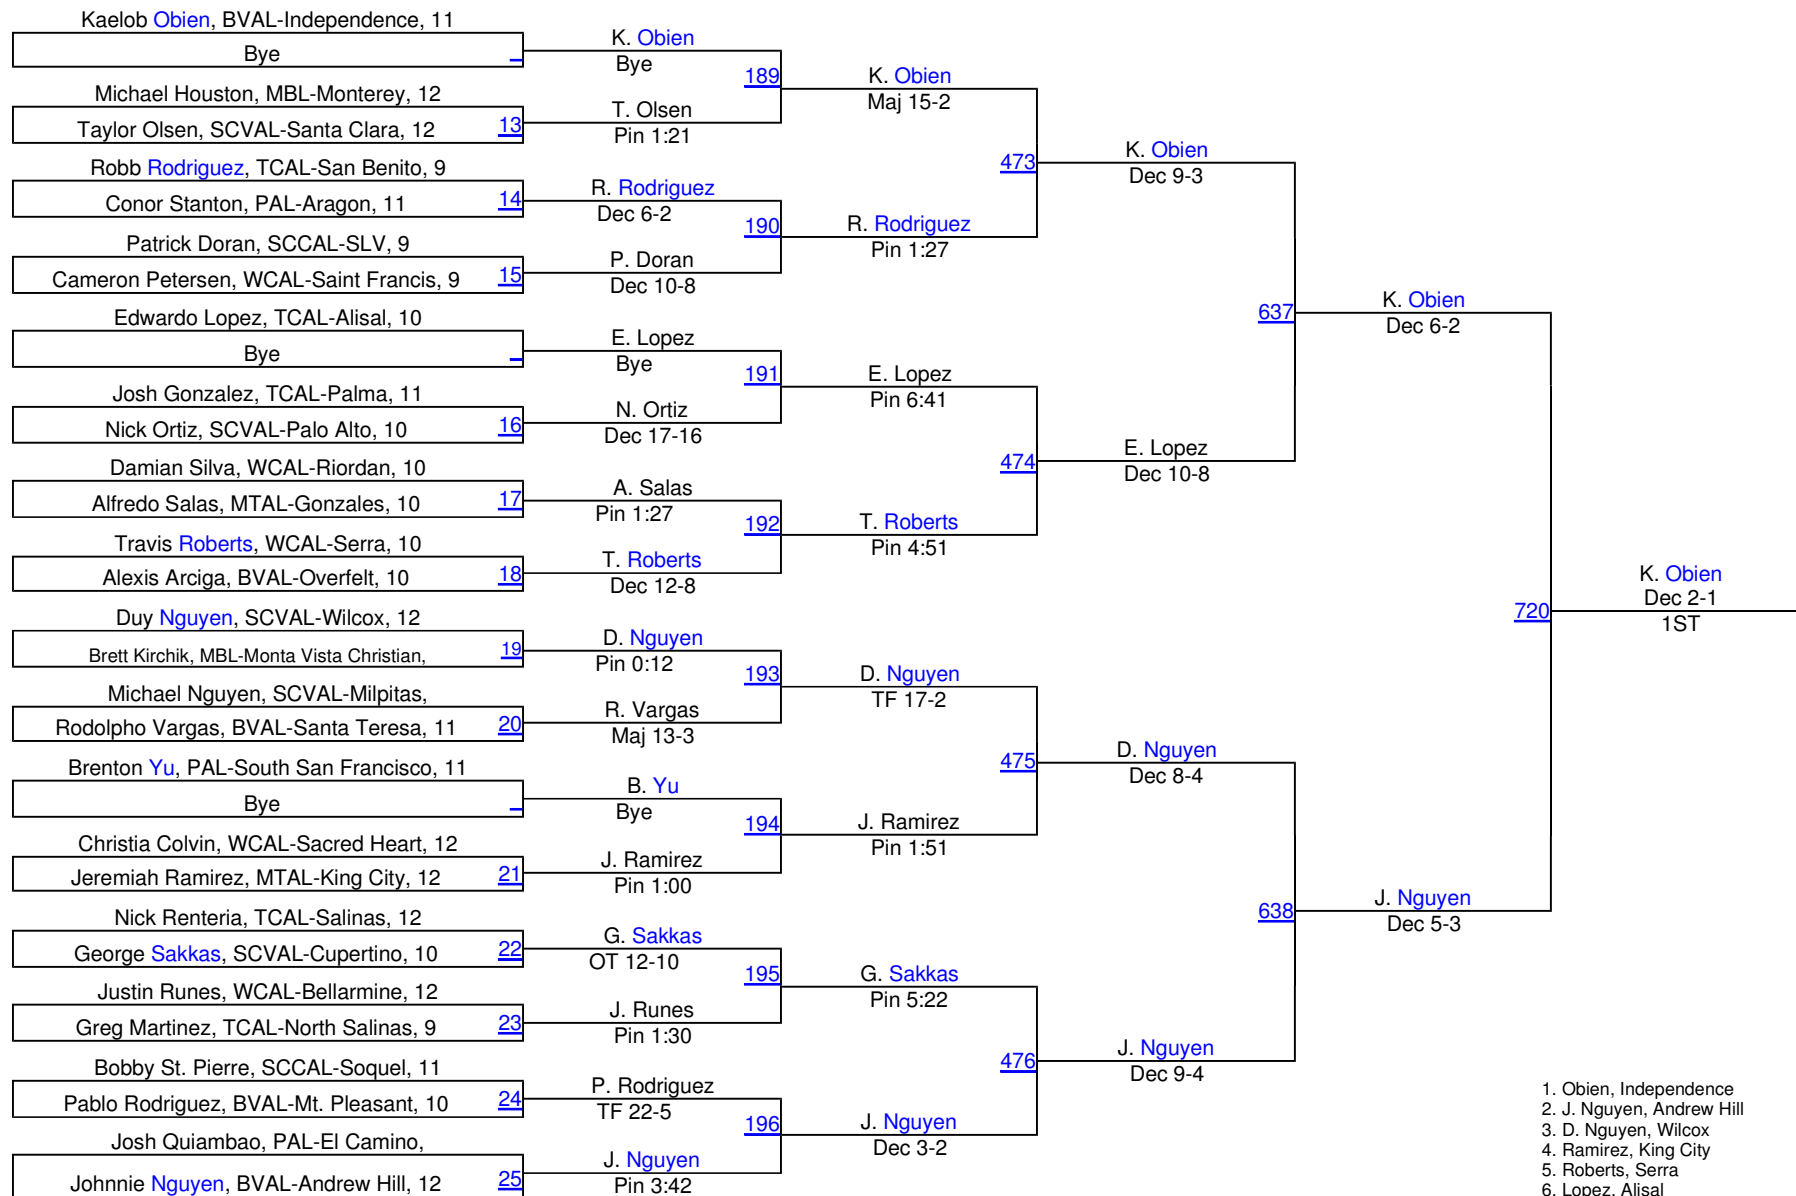 Kaelob Obien, BVAL-Independence, 11
Bye
Michael Houston, MBL-Monterey, 12
Taylor Olsen, SCVAL-Santa Clara, 12
13
Robb Rodriguez, TCAL-San Benito, 9
Conor Stanton, PAL-Aragon, 11
14
Patrick Doran, SCCAL-SLV, 9
Cameron Petersen, WCAL-Saint Francis, 9
15
Edwardo Lopez, TCAL-Alisal, 10
Bye
Josh Gonzalez, TCAL-Palma, 11
Nick Ortiz, SCVAL-Palo Alto, 10
16
Damian Silva, WCAL-Riordan, 10
Alfredo Salas, MTAL-Gonzales, 10
17
Travis Roberts, WCAL-Serra, 10
Alexis Arciga, BVAL-Overfelt, 10
18
Duy Nguyen, SCVAL-Wilcox, 12
Brett Kirchik, MBL-Monta Vista Christian,
19
Michael Nguyen, SCVAL-Milpitas,
Rodolpho Vargas, BVAL-Santa Teresa, 11
20
Brenton Yu, PAL-South San Francisco, 11
Bye
Christia Colvin, WCAL-Sacred Heart, 12
Jeremiah Ramirez, MTAL-King City, 12
21
Nick Renteria, TCAL-Salinas, 12
George Sakkas, SCVAL-Cupertino, 10
22
Justin Runes, WCAL-Bellarmine, 12
Greg Martinez, TCAL-North Salinas, 9
23
Bobby St. Pierre, SCCAL-Soquel, 11
Pablo Rodriguez, BVAL-Mt. Pleasant, 10
24
Josh Quiambao, PAL-El Camino,
Johnnie Nguyen, BVAL-Andrew Hill, 12
25
K. Obien
Bye
189
T. Olsen
Pin 1:21
R. Rodriguez
Dec 6-2
190
P. Doran
Dec 10-8
E. Lopez
Bye
191
N. Ortiz
Dec 17-16
A. Salas
Pin 1:27
192
T. Roberts
Dec 12-8
D. Nguyen
Pin 0:12
193
R. Vargas
Maj 13-3
B. Yu
Bye
194
J. Ramirez
Pin 1:00
G. Sakkas
OT 12-10
195
J. Runes
Pin 1:30
P. Rodriguez
TF 22-5
196
J. Nguyen
Pin 3:42
K. Obien
Maj 15-2
473
R. Rodriguez
Pin 1:27
E. Lopez
Pin 6:41
474
T. Roberts
Pin 4:51
D. Nguyen
TF 17-2
475
J. Ramirez
Pin 1:51
G. Sakkas
Pin 5:22
476
J. Nguyen
Dec 3-2
K. Obien
Dec 9-3
637
E. Lopez
Dec 10-8
D. Nguyen
Dec 8-4
638
J. Nguyen
Dec 9-4
K. Obien
Dec 6-2
720
J. Nguyen
Dec 5-3
K. Obien
Dec 2-1
1ST
1. Obien, Independence
2. J. Nguyen, Andrew Hill
3. D. Nguyen, Wilcox
4. Ramirez, King City
5. Roberts, Serra
6. Lopez, Alisal